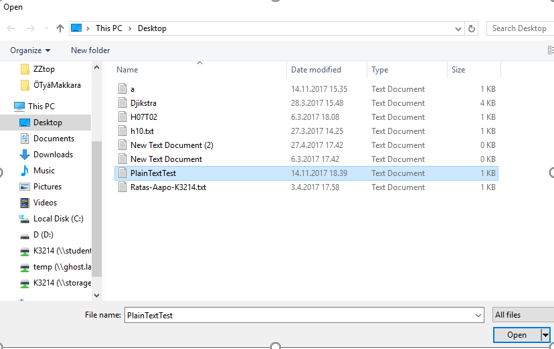 Open
This PC > Desktop
Search Desktop
Organize
New folder
Name Date modified Type Size
ZZtop
ÖTyäMakkara
This PC
Desktop
Documents
Downloads
Music
Pictures
Videos
Local Disk (C:)
D (D:)
K3214 (\\student
temp (\\ghost.la
K3214 (\\storage
a 14.11.2017 15.35 Text Document 1 KB
Djikstra 28.3.2017 15.48 Text Document 4 KB
H07T02 6.3.2017 18.08 Text Document 1 KB
h10.txt 27.3.2017 14.25 Text Document 1 KB
New Text Document (2) 27.4.2017 17.42 Text Document 0 KB
New Text Document 6.3.2017 17.42 Text Document 0 KB
PlainTextTest 14.11.2017 18.39 Text Document 1 KB
Ratas-Aapo-K3214.txt 3.4.2017 17.58 Text Document 1 KB
File name: PlainTextTest
All files
Open